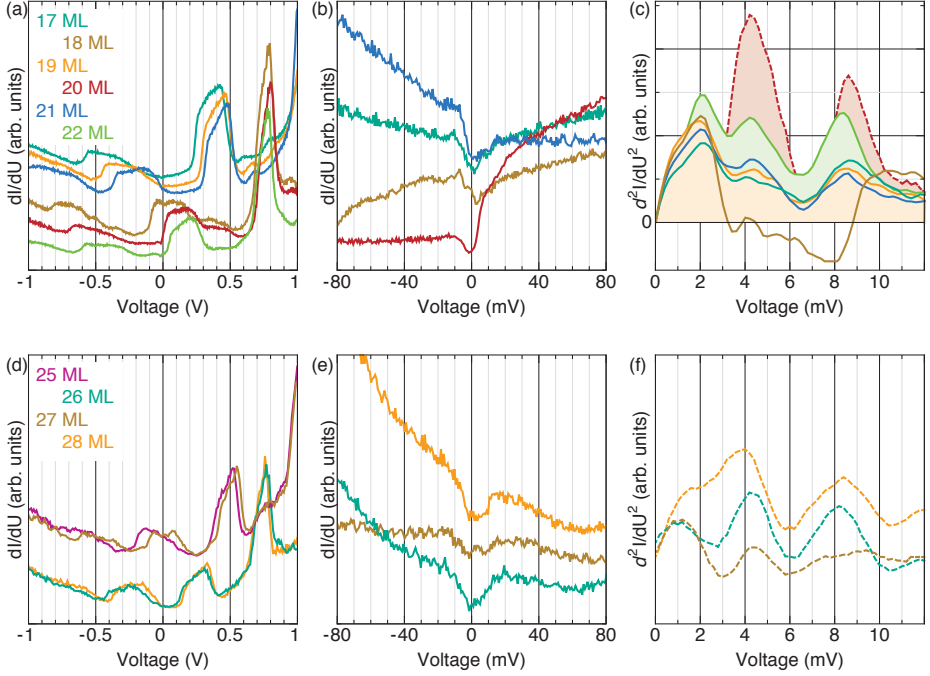 (a)
17 ML
18 ML
19 ML
20 ML
21 ML
22 ML
dI/dU (arb. units)
-1 -0.5 0 0.5 1
Voltage (V)
(b)
dI/dU (arb. units)
-80 -40 0 40 80
Voltage (mV)
(c)
d²I/dU² (arb. units)
0
0 2 4 6 8 10
Voltage (mV)
(d)
25 ML
26 ML
27 ML
28 ML
dI/dU (arb. units)
-1 -0.5 0 0.5 1
Voltage (V)
(e)
dI/dU (arb. units)
-80 -40 0 40 80
Voltage (mV)
(f)
d²I/dU² (arb. units)
0 2 4 6 8 10
Voltage (mV)